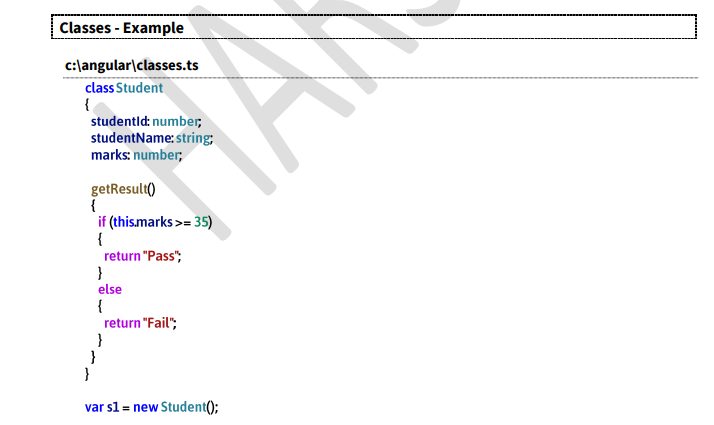 Classes - Example
c:\angular\classes.ts
class Student
{
studentId: number;
studentName: string;
marks: number;
getResult()
{
if (this.marks >= 35)
{
return "Pass";
}
else
{
return "Fail";
}
}
}
var s1 = new Student();
HARS